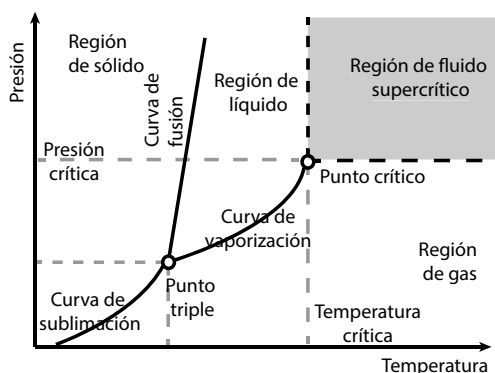 Presión
Región
de sólido
Curva de
fusión
Región de
líquido
Región de fluido
supercrítico
Presión
crítica
Punto crítico
Curva de
vaporización
Región
de gas
Punto
triple
Curva de
sublimación
Temperatura
crítica
Temperatura